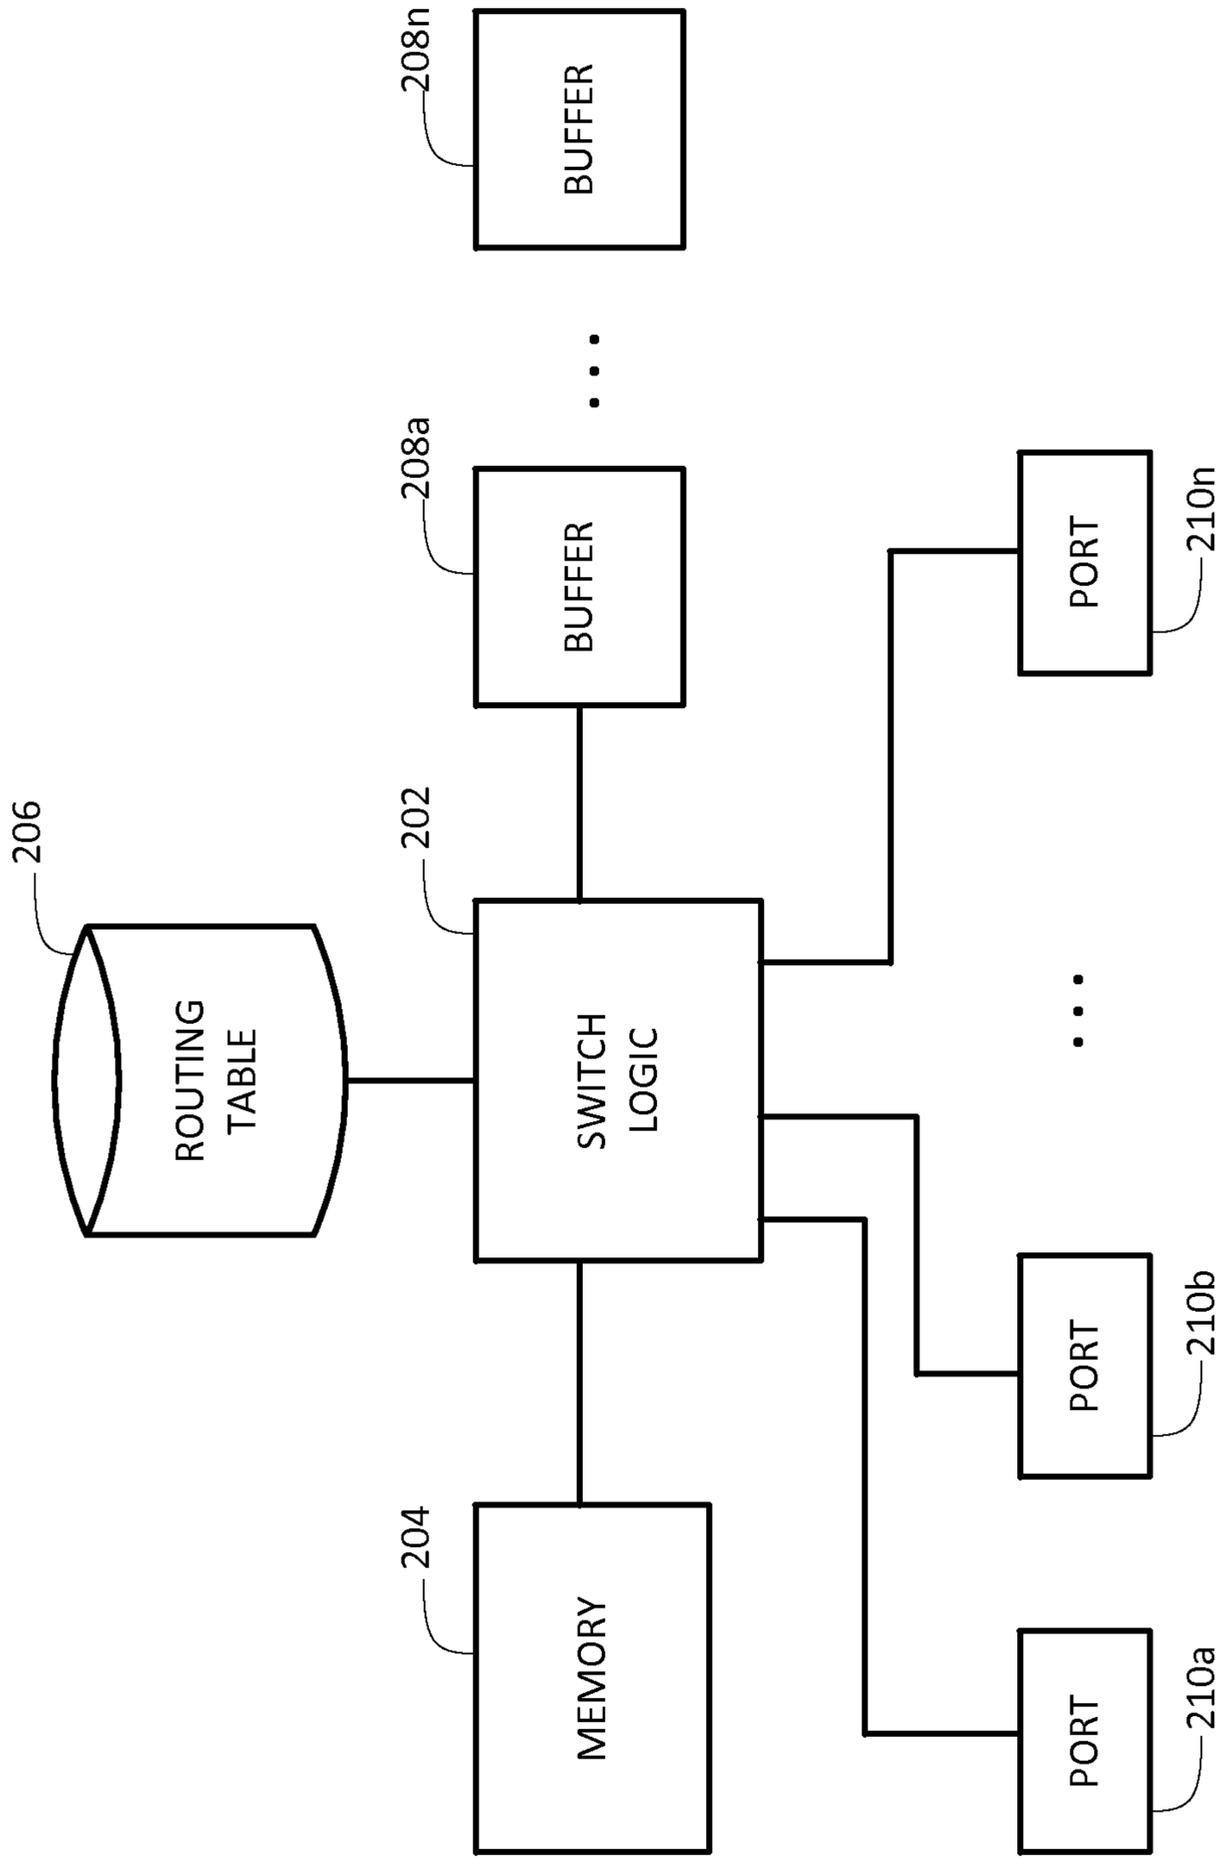 206
ROUTING
TABLE
204
202
208a
208n
MEMORY
SWITCH
LOGIC
BUFFER
...
BUFFER
PORT
PORT
...
PORT
210a
210b
210n